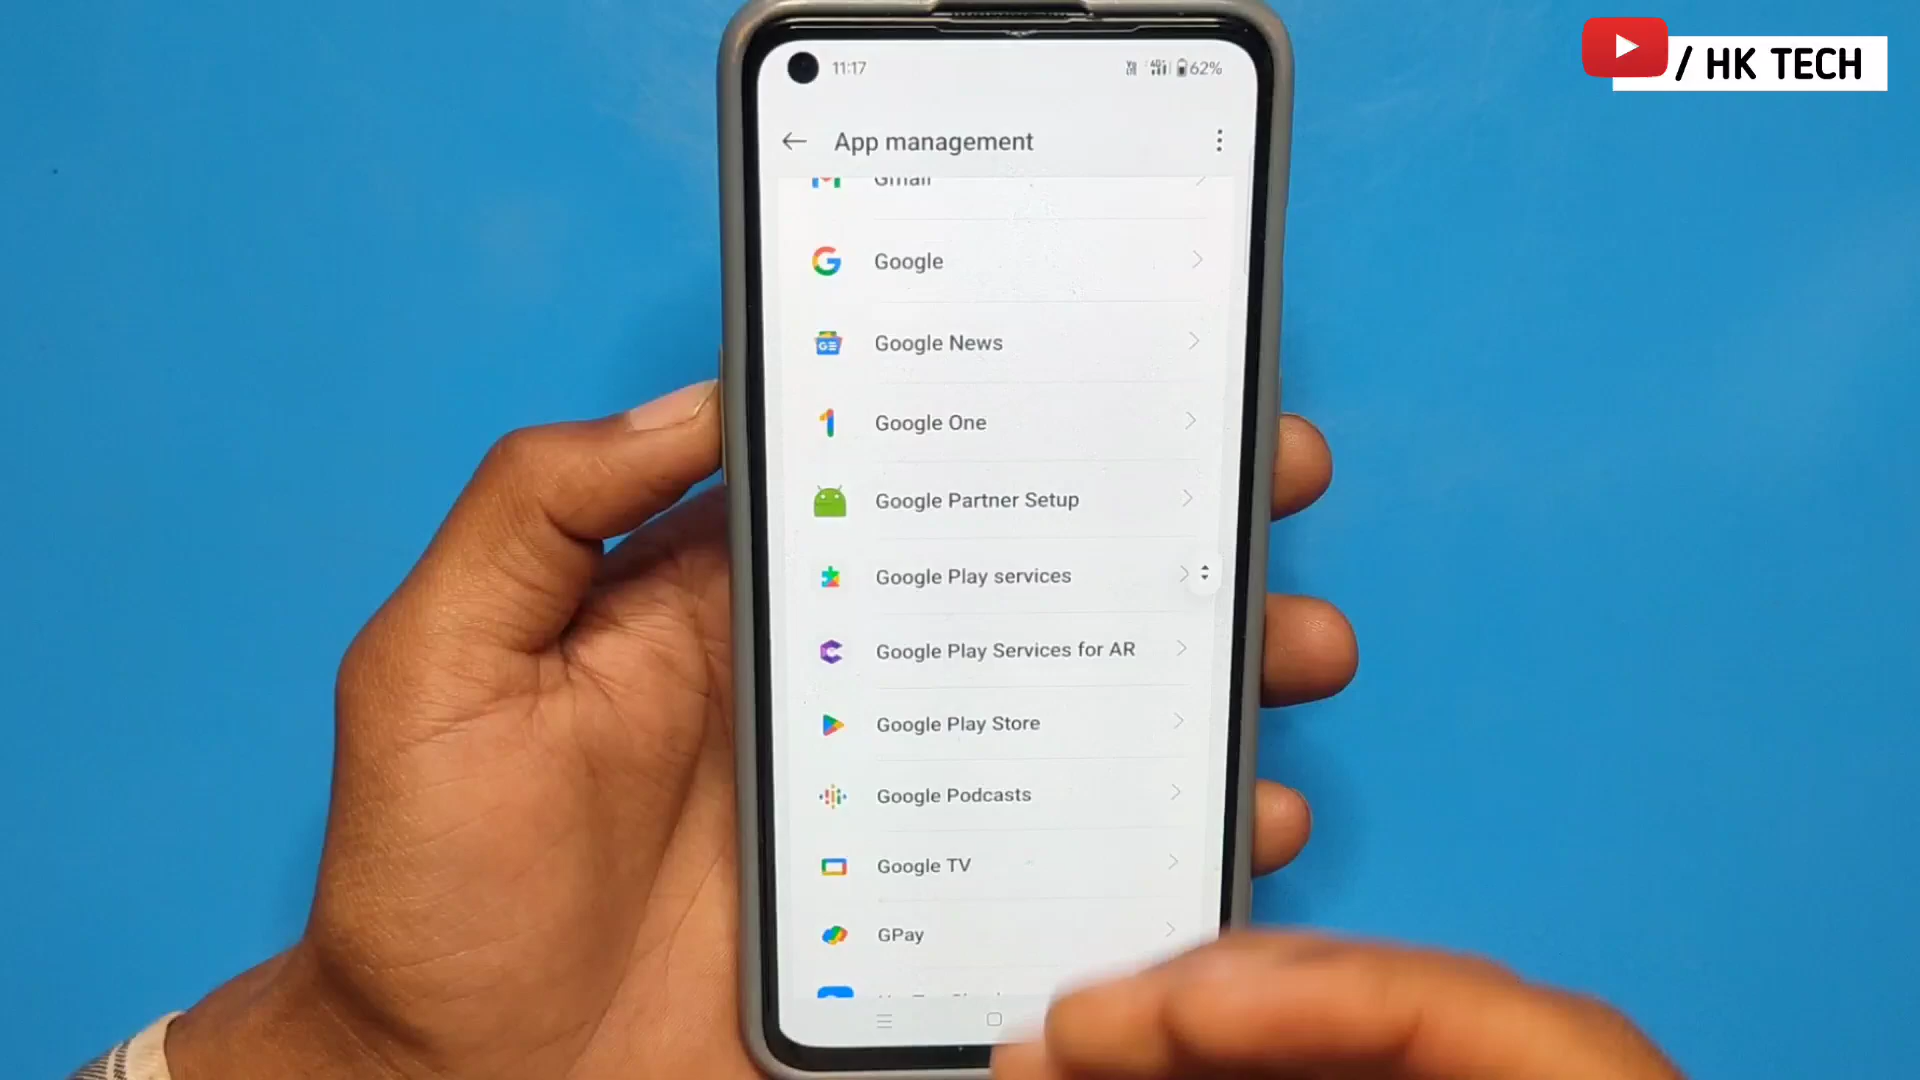 / HK TECH
11:17
62%
App management
Gmail
Google
Google News
Google One
Google Partner Setup
Google Play services
Google Play Services for AR
Google Play Store
Google Podcasts
Google TV
GPay